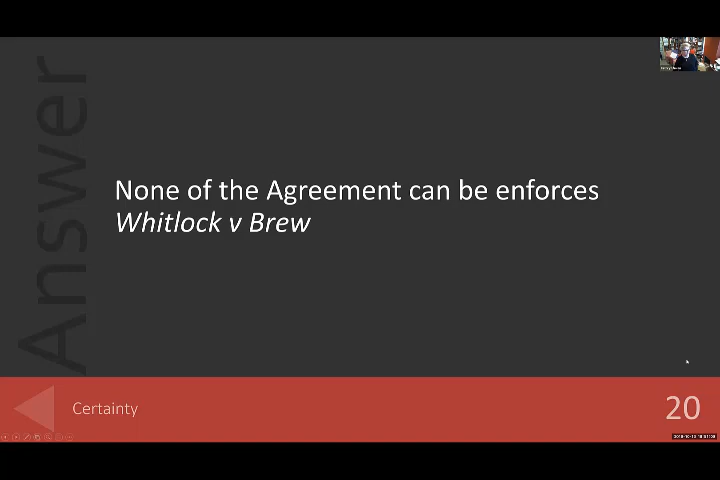 Answer
None of the Agreement can be enforces
Whitlock v Brew
Certainty
20